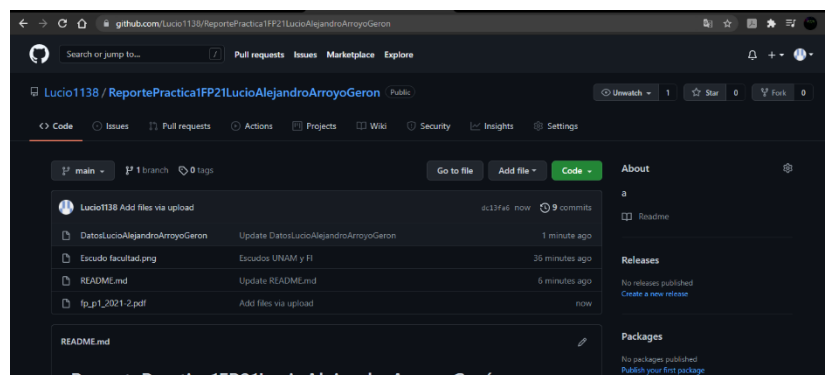 github.com/Lucio1138/ReportePractica1FP21LucioAlejandroArroyoGeron
Search or jump to... / Pull requests Issues Marketplace Explore
Lucio1138 / ReportePractica1FP21LucioAlejandroArroyoGeron Public
Unwatch 1 Star 0 Fork 0
Code Issues Pull requests Actions Projects Wiki Security Insights Settings
main 1 branch 0 tags Go to file Add file Code
Lucio1138 Add files via upload dc13fa6 now 9 commits
DatosLucioAlejandroArroyoGeron Update DatosLucioAlejandroArroyoGeron 1 minute ago
Escudo facultad.png Escudos UNAM y FI 36 minutes ago
README.md Update README.md 6 minutes ago
fp_p1_2021-2.pdf Add files via upload now
README.md
About
a
Readme
Releases
No releases published
Create a new release
Packages
No packages published
Publish your first package